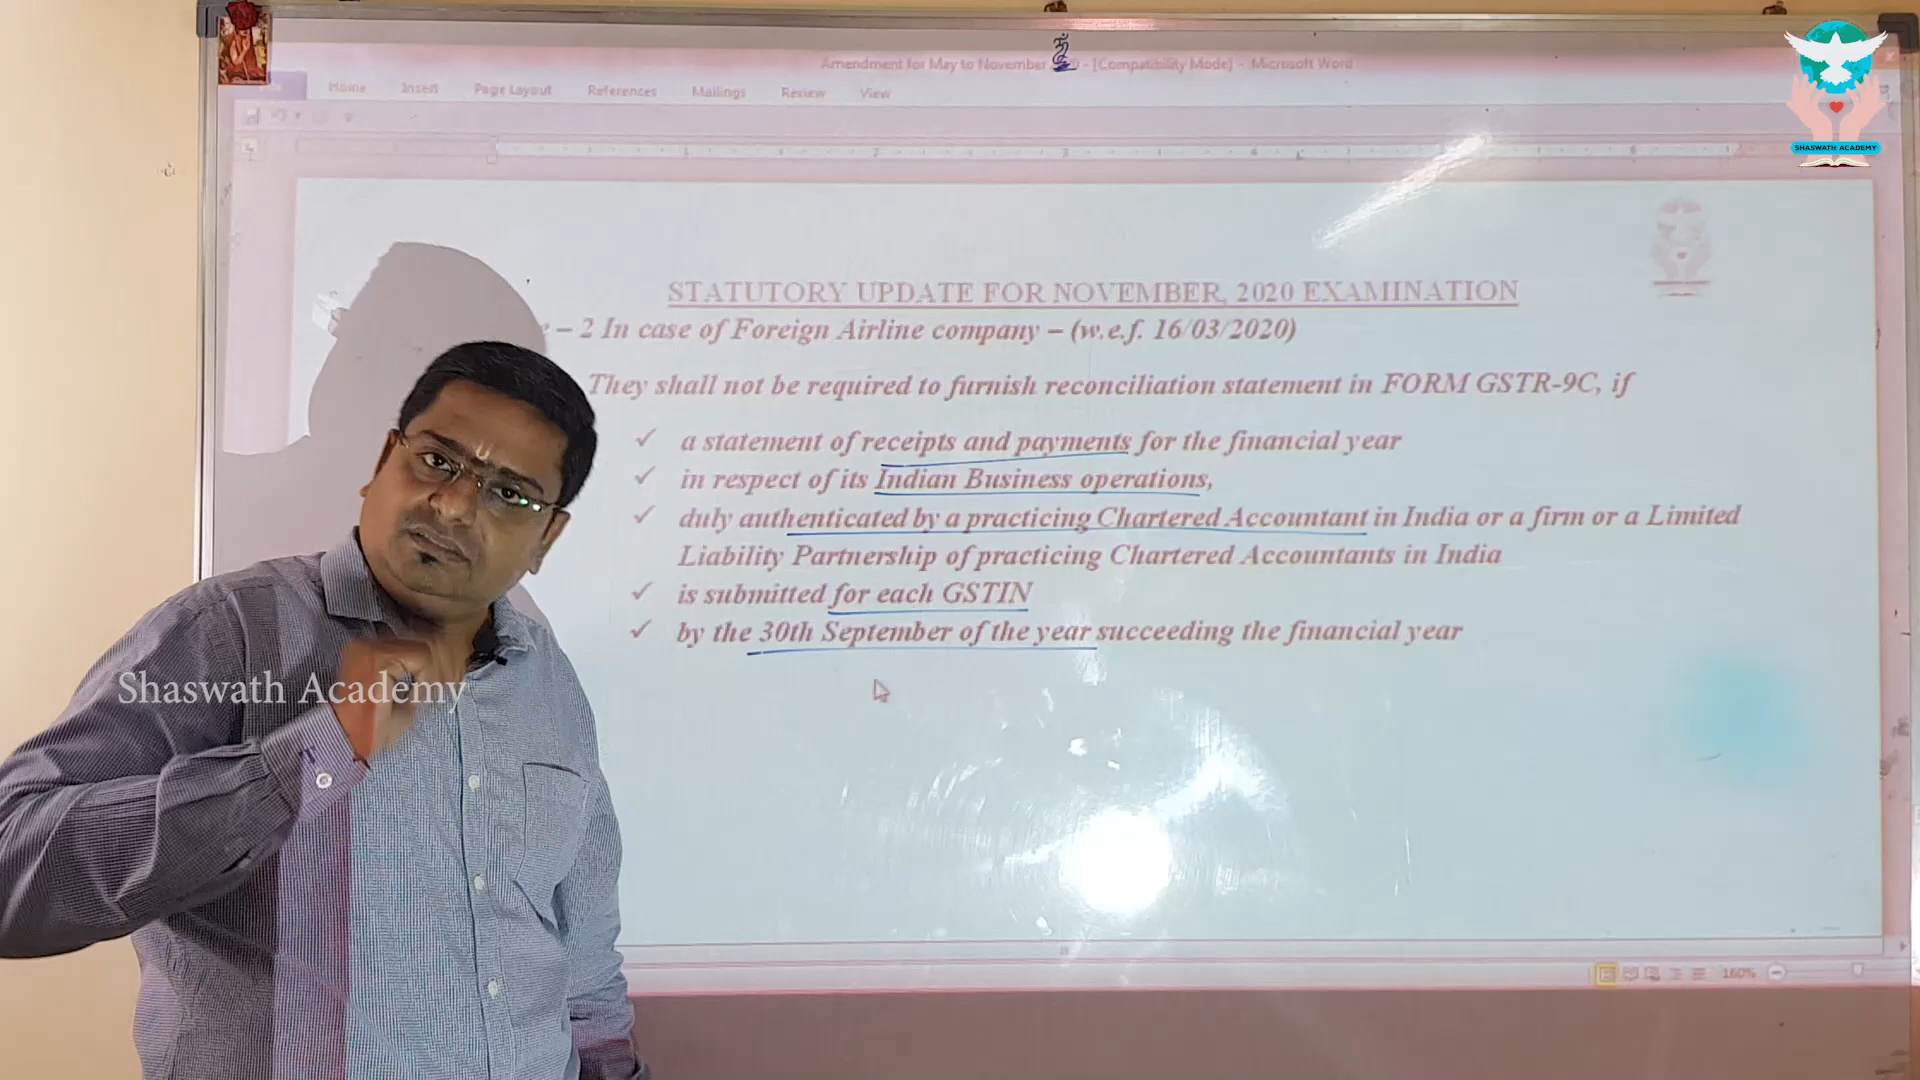 ॐ
Amendment for May to November - [Compatibility Mode] - Microsoft Word
Home Insert Page Layout References Mailings Review View
SHASWATH ACADEMY
STATUTORY UPDATE FOR NOVEMBER, 2020 EXAMINATION
– 2 In case of Foreign Airline company – (w.e.f. 16/03/2020)
They shall not be required to furnish reconciliation statement in FORM GSTR-9C, if
✓ a statement of receipts and payments for the financial year
✓ in respect of its Indian Business operations,
✓ duly authenticated by a practicing Chartered Accountant in India or a firm or a Limited
Liability Partnership of practicing Chartered Accountants in India
✓ is submitted for each GSTIN
✓ by the 30th September of the year succeeding the financial year
Shaswath Academy
160%